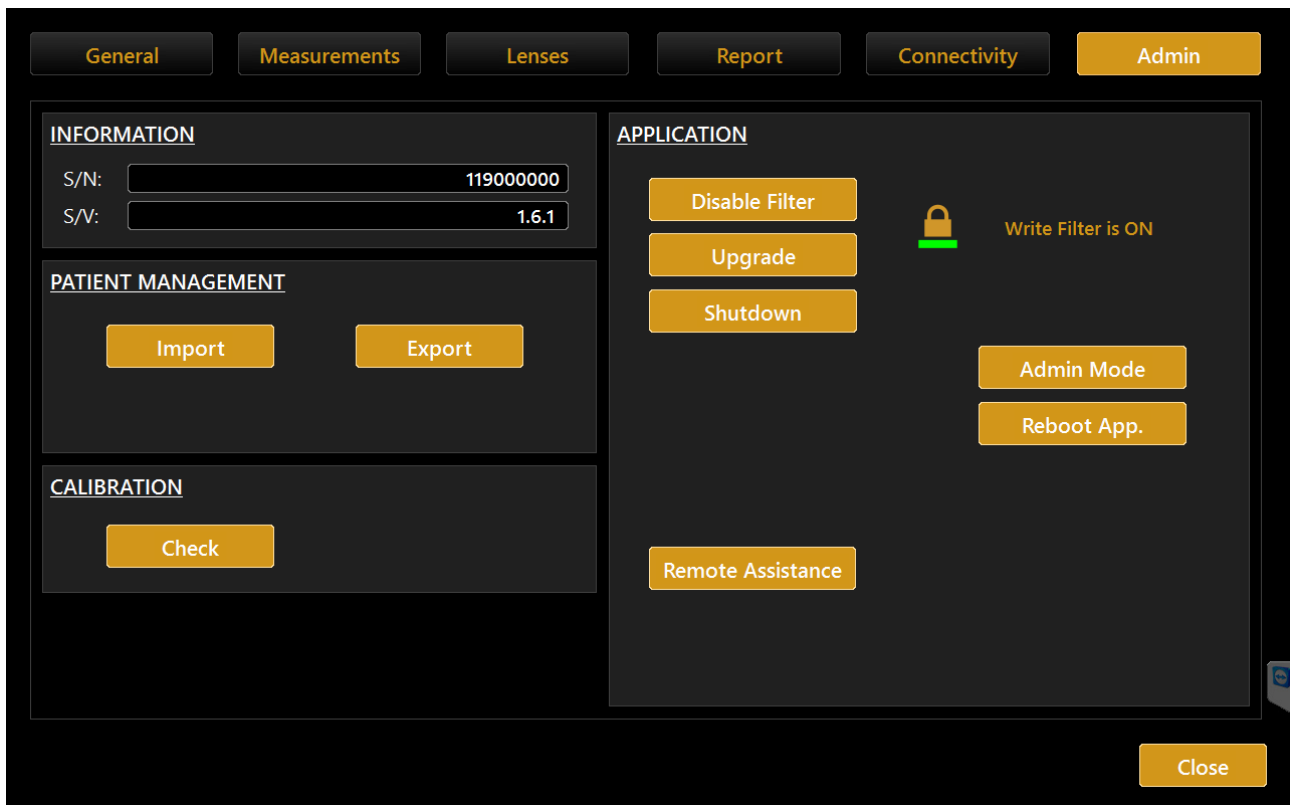 General Measurements Lenses Report Connectivity Admin
INFORMATION
S/N: 119000000
S/V: 1.6.1
PATIENT MANAGEMENT
Import Export
CALIBRATION
Check
APPLICATION
Disable Filter
Write Filter is ON
Upgrade
Shutdown
Admin Mode
Reboot App.
Remote Assistance
Close